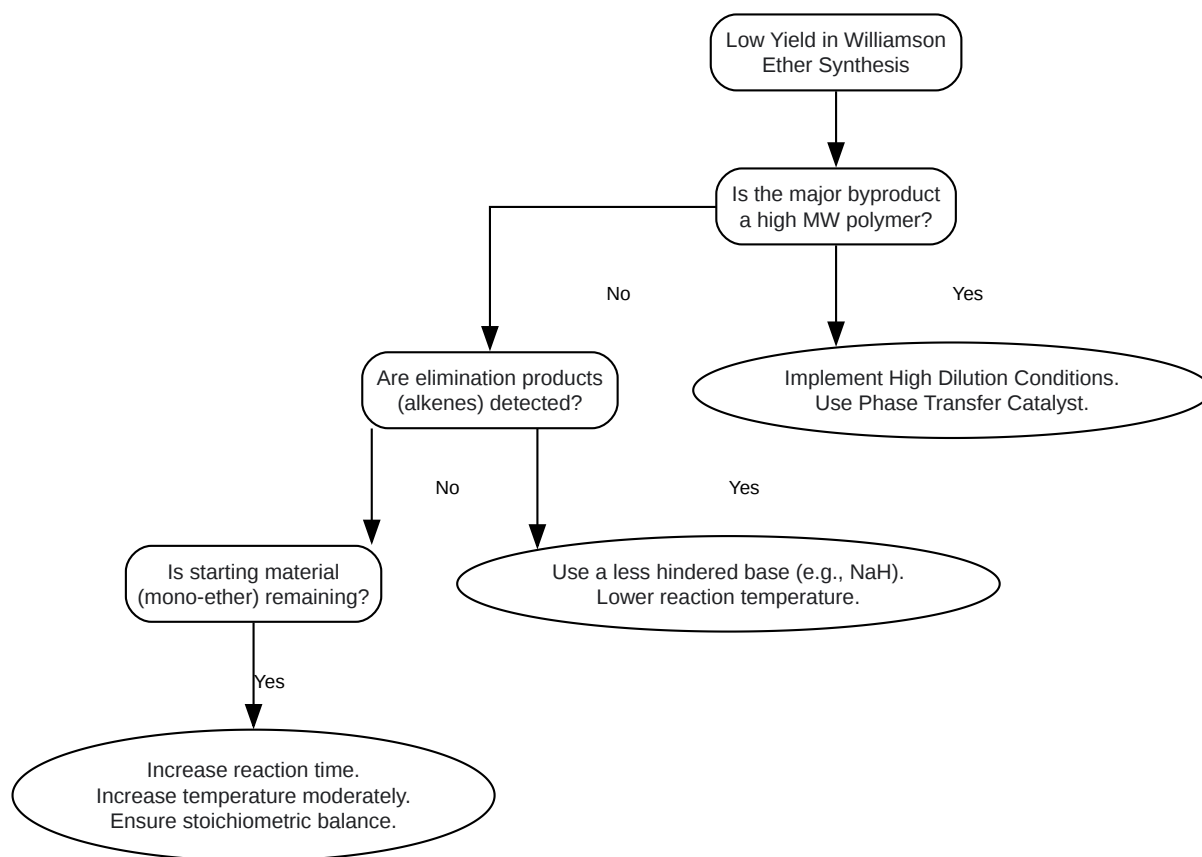 Low Yield in Williamson
Ether Synthesis
Is the major byproduct
a high MW polymer?
No
Yes
Are elimination products
(alkenes) detected?
Implement High Dilution Conditions.
Use Phase Transfer Catalyst.
No
Yes
Is starting material
(mono-ether) remaining?
Use a less hindered base (e.g., NaH).
Lower reaction temperature.
Yes
Increase reaction time.
Increase temperature moderately.
Ensure stoichiometric balance.